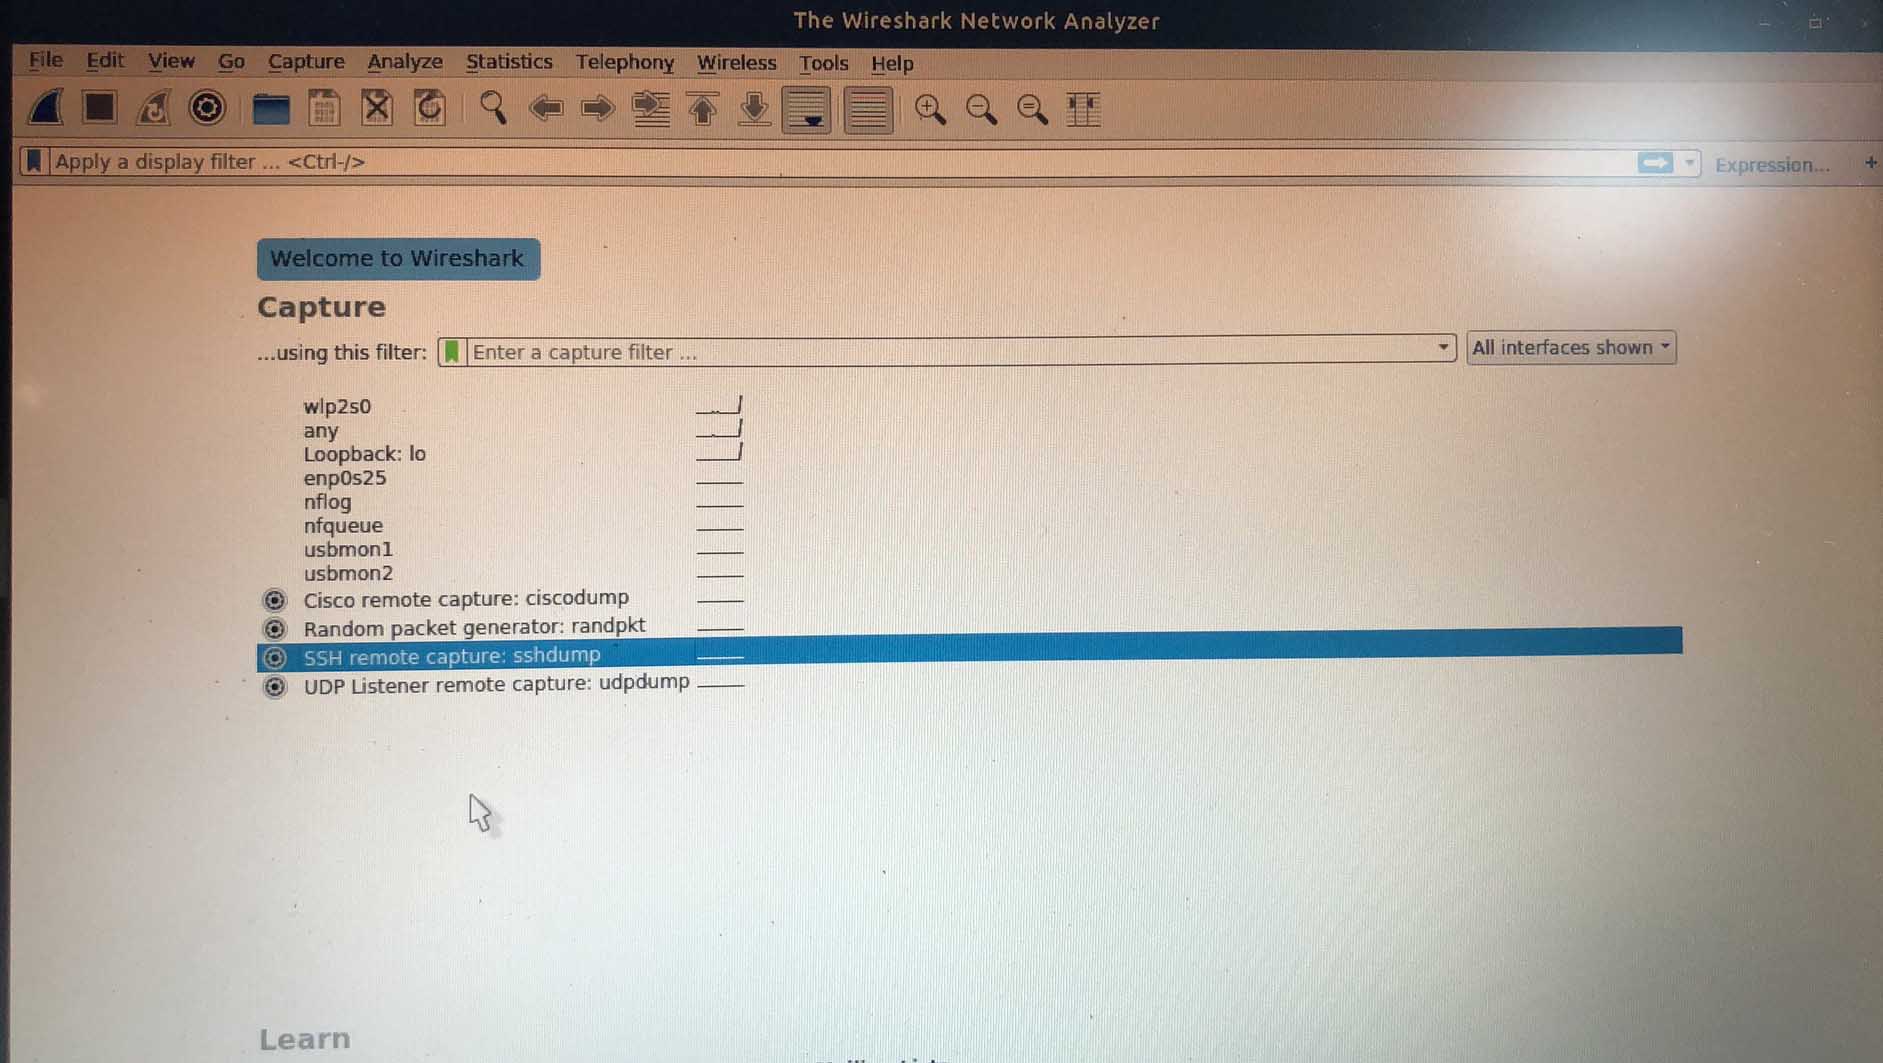 The Wireshark Network Analyzer
File Edit View Go Capture Analyze Statistics Telephony Wireless Tools Help
Apply a display filter ... <Ctrl-/> Expression... +
Welcome to Wireshark
Capture
...using this filter: Enter a capture filter ... All interfaces shown
wlp2s0
any
Loopback: lo
enp0s25
nflog
nfqueue
usbmon1
usbmon2
Cisco remote capture: ciscodump
Random packet generator: randpkt
SSH remote capture: sshdump
UDP Listener remote capture: udpdump
Learn